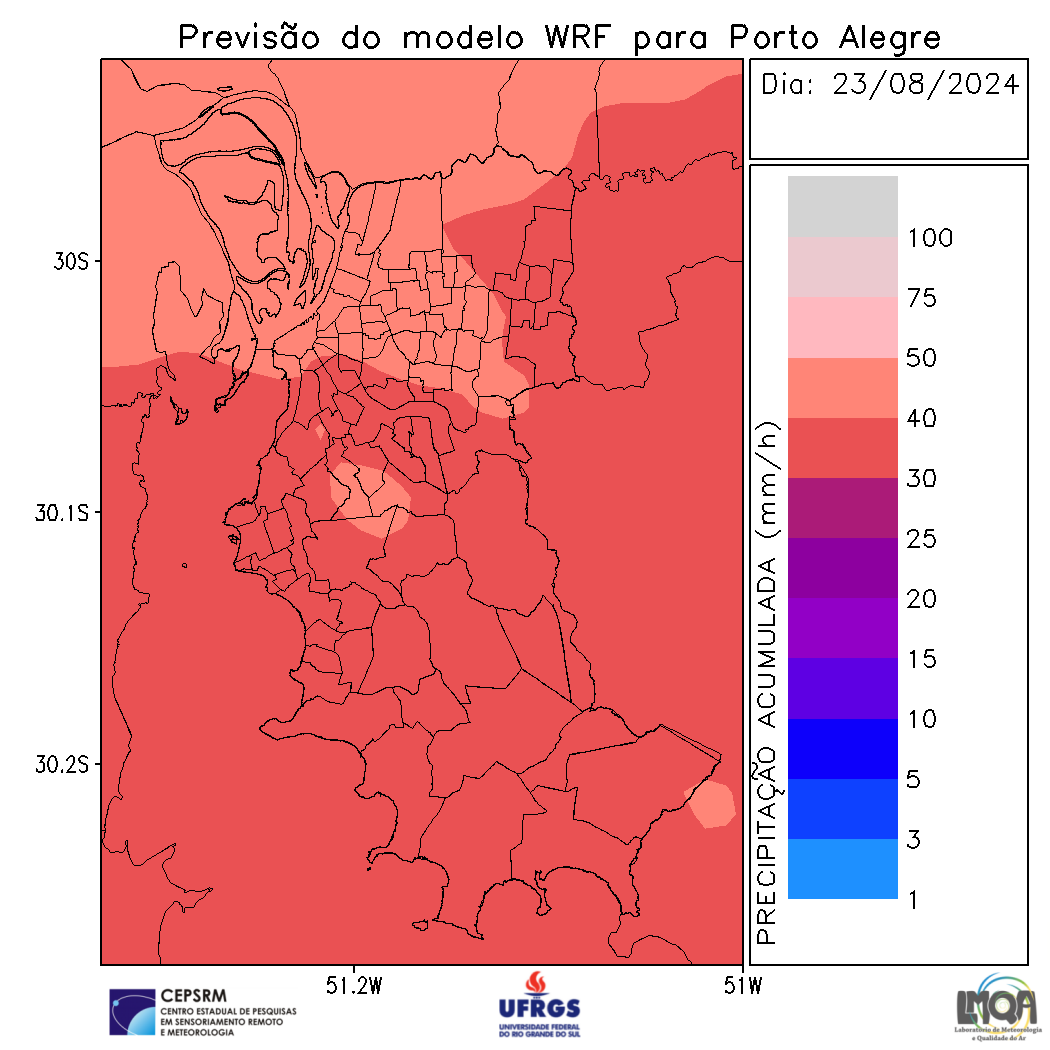 Previsão do modelo WRF para Porto Alegre
Dia: 23/08/2024
30S
30.1S
30.2S
51.2W
51W
PRECIPITAÇÃO ACUMULADA (mm/h)
100
75
50
40
30
25
20
15
10
5
3
1
CEPSRM
CENTRO ESTADUAL DE PESQUISAS
EM SENSORIAMENTO REMOTO
E METEOROLOGIA
UFRGS
UNIVERSIDADE FEDERAL
DO RIO GRANDE DO SUL
LMQA
Laboratório de Meteorologia
e Qualidade do Ar